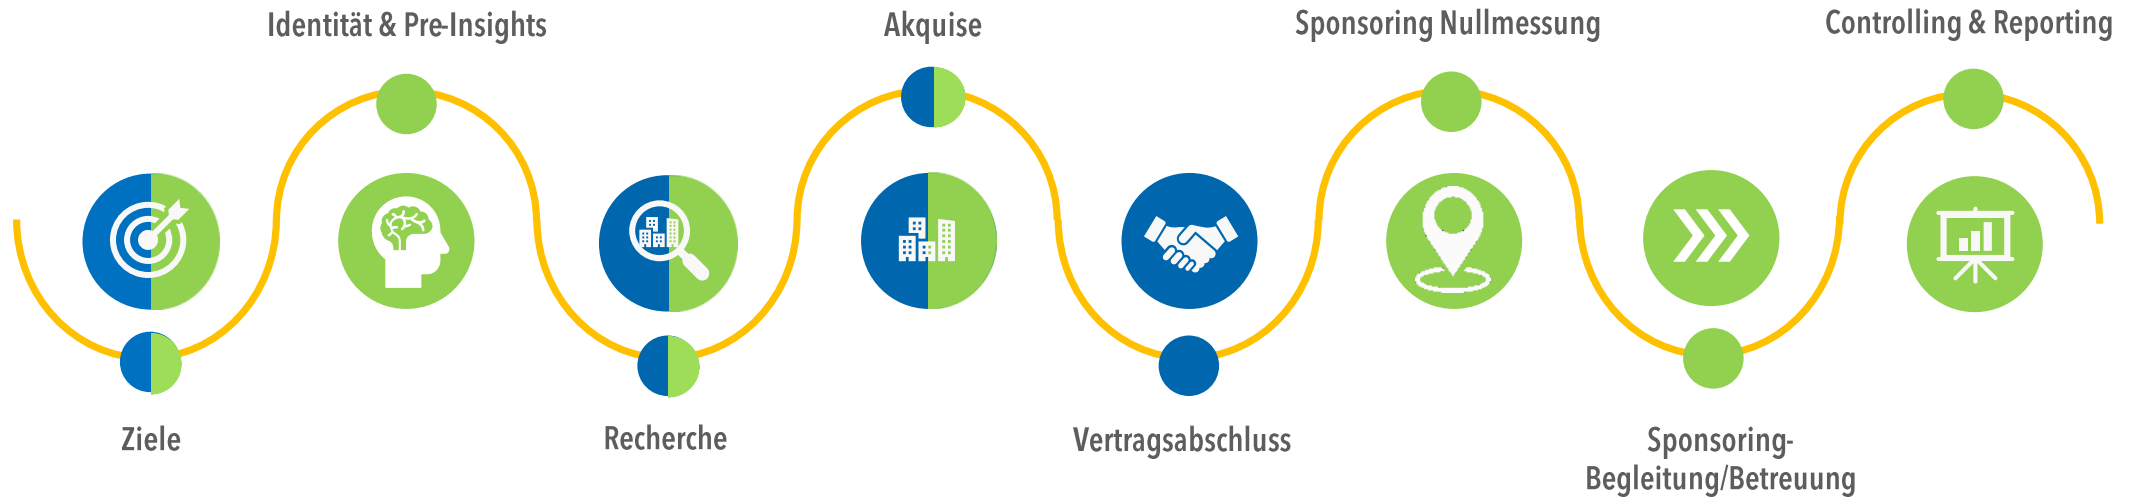 Identität & Pre-Insights
Akquise
Sponsoring Nullmessung
Controlling & Reporting
Ziele
Recherche
Vertragsabschluss
Sponsoring-
Begleitung/Betreuung